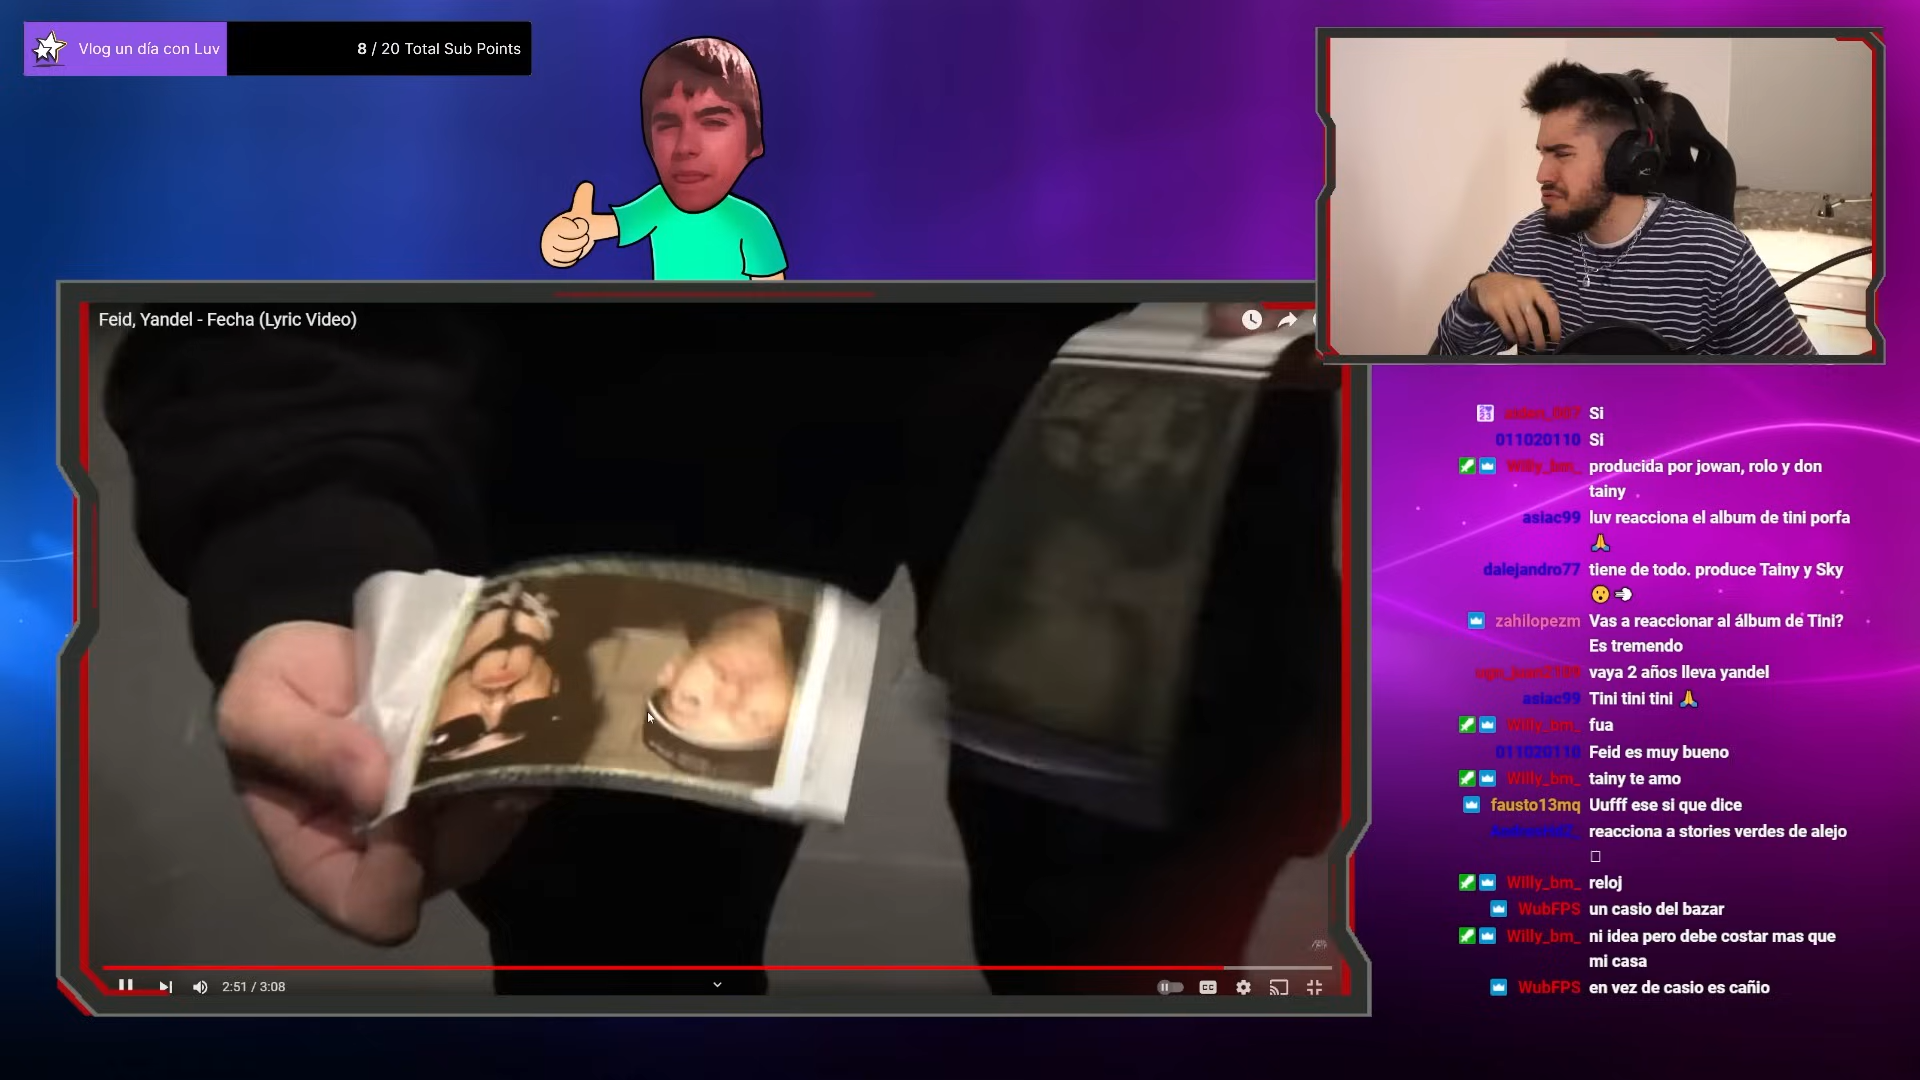 Vlog un día con Luv
8 / 20 Total Sub Points
Feid, Yandel - Fecha (Lyric Video)
2:51 / 3:08
Si
011020110 Si
Willy_bm_ producida por jowan, rolo y don
tainy
asiac99 luv reacciona el album de tini porfa
🙏
dalejandro77 tiene de todo. produce Tainy y Sky
😮💨
zahilopezm Vas a reaccionar al álbum de Tini?
Es tremendo
vaya 2 años lleva yandel
asiac99 Tini tini tini 🙏
Willy_bm_ fua
011020110 Feid es muy bueno
Willy_bm_ tainy te amo
fausto13mq Uufff ese si que dice
reacciona a stories verdes de alejo
Willy_bm_ reloj
WubFPS un casio del bazar
Willy_bm_ ni idea pero debe costar mas que
mi casa
WubFPS en vez de casio es cañio